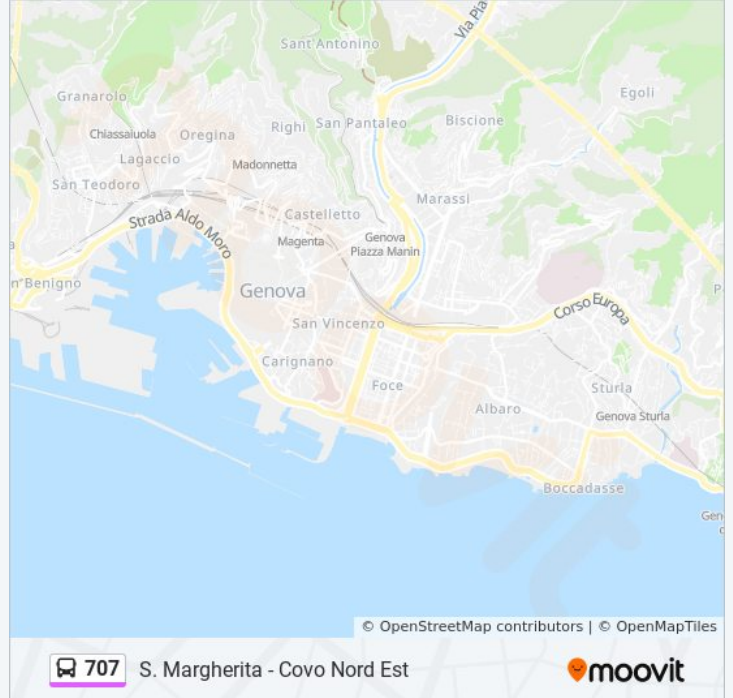 Via Pia
Sant'Antonino
Granarolo
Egoli
Chiassaiuola
Oregina
Righi
San Pantaleo
Biscione
Lagaccio
Madonnetta
San Teodoro
Marassi
Strada Aldo Moro
Castelletto
Magenta
Genova
Piazza Manin
a
n'Benigno
Genova
P
Corso Europa
San Vincenzo
Carignano
Foce
Sturla
Albaro
Genova Sturla
Boccadasse
Gen
c
© OpenStreetMap contributors | © OpenMapTiles
707 S. Margherita - Covo Nord Est
moovit